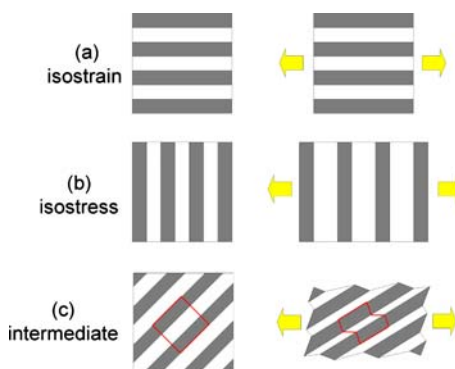 (a)
isostrain
(b)
isostress
(c)
intermediate